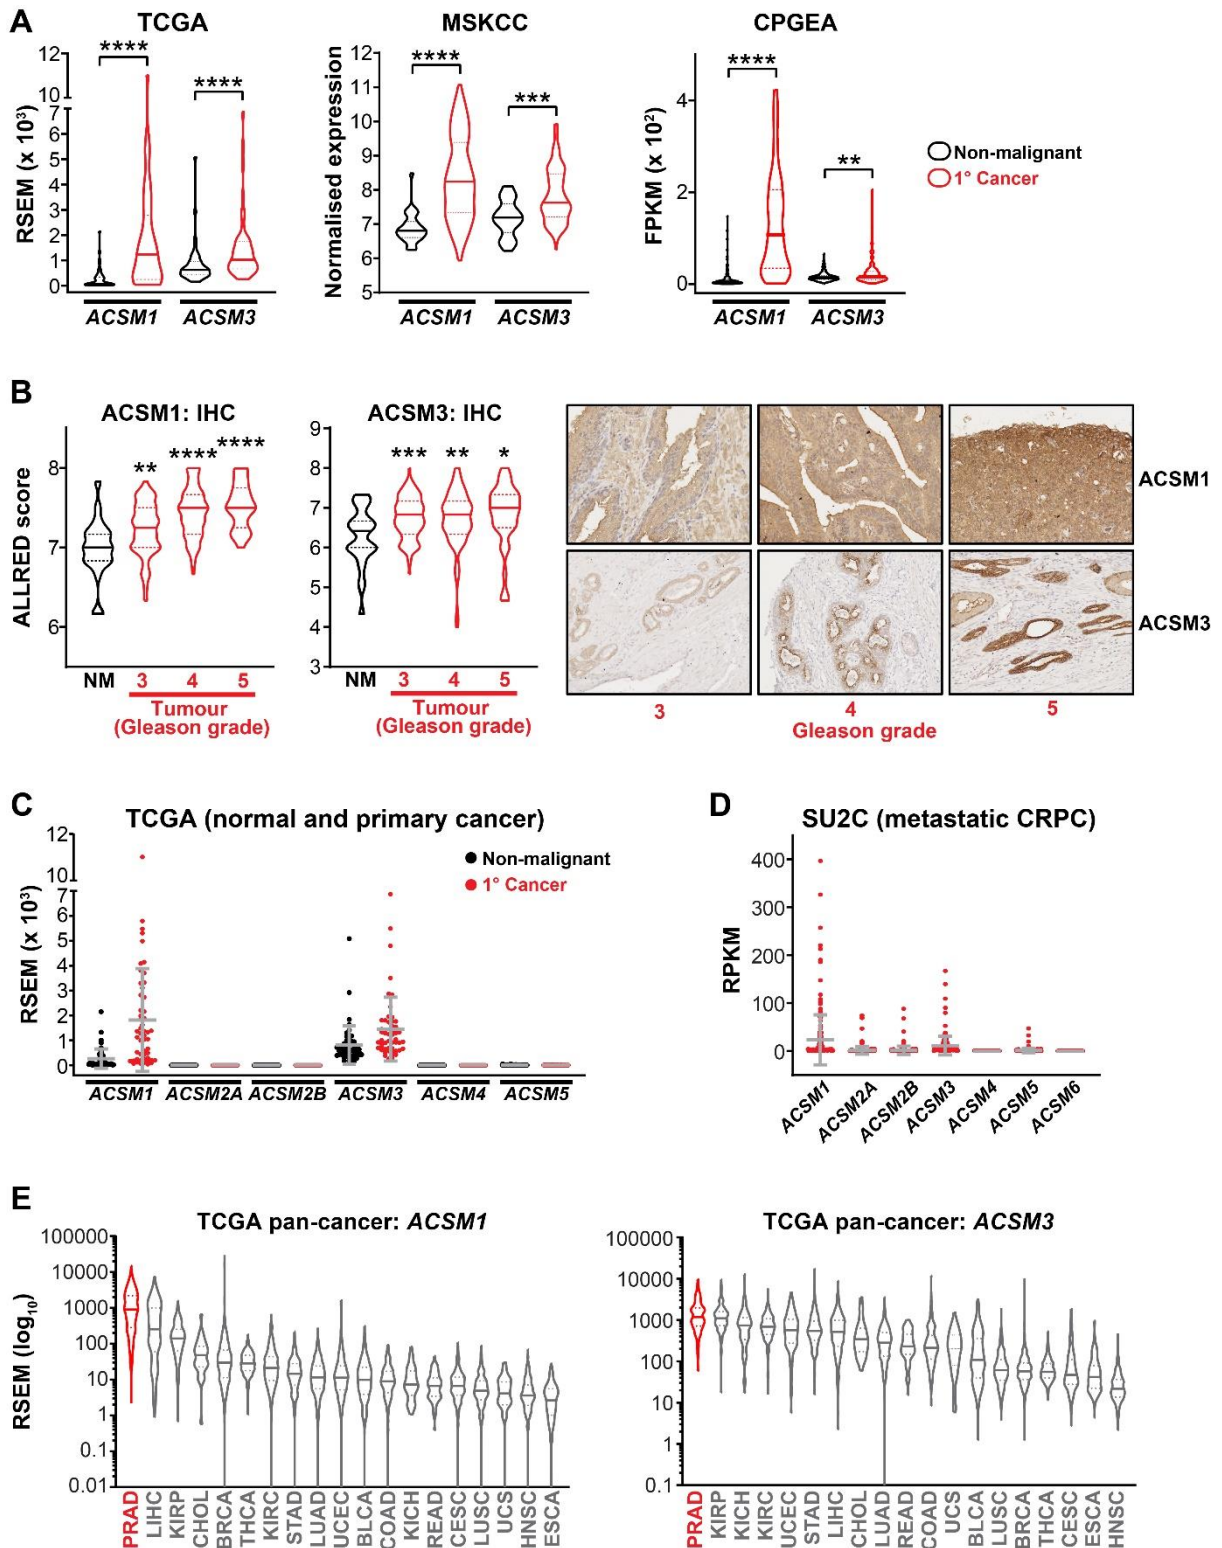 A
TCGA
MSKCC
CPGEA
RSEM (x 10³)
12
10
7
6
5
4
3
2
1
0
****
****
ACSM1
ACSM3
Normalised expression
12
11
10
9
8
7
6
5
****
***
ACSM1
ACSM3
FPKM (x 10²)
4
2
0
****
**
ACSM1
ACSM3
Non-malignant
1° Cancer
B
ACSM1: IHC
ALLRED score
8
7
6
**
****
****
NM
3
4
5
Tumour
(Gleason grade)
ACSM3: IHC
9
8
7
6
5
4
3
***
**
*
NM
3
4
5
Tumour
(Gleason grade)
ACSM1
ACSM3
3
4
5
Gleason grade
C
TCGA (normal and primary cancer)
Non-malignant
1° Cancer
RSEM (x 10³)
12
10
7
6
5
4
3
2
1
0
ACSM1
ACSM2A
ACSM2B
ACSM3
ACSM4
ACSM5
D
SU2C (metastatic CRPC)
RPKM
400
300
200
100
0
ACSM1
ACSM2A
ACSM2B
ACSM3
ACSM4
ACSM5
ACSM6
E
TCGA pan-cancer: ACSM1
RSEM (log₁₀)
100000
10000
1000
100
10
1
0.1
0.01
PRAD
LIHC
KIRP
CHOL
BRCA
THCA
KIRC
STAD
LUAD
UCEC
BLCA
COAD
KICH
READ
CESC
LUSC
UCS
HNSC
ESCA
TCGA pan-cancer: ACSM3
100000
10000
1000
100
10
1
0.1
PRAD
KIRP
KICH
KIRC
UCEC
STAD
LIHC
CHOL
LUAD
READ
COAD
UCS
BLCA
LUSC
BRCA
THCA
CESC
ESCA
HNSC